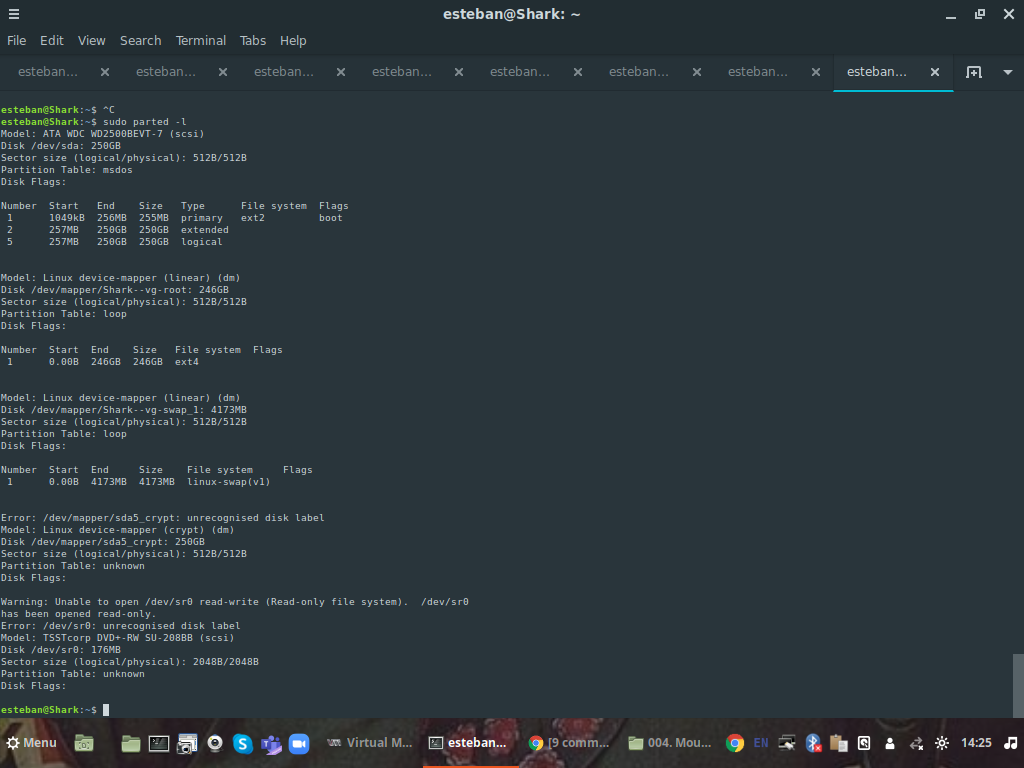 esteban@Shark: ~
File Edit View Search Terminal Tabs Help
esteban... esteban... esteban... esteban... esteban... esteban... esteban... esteban...
esteban@Shark:~$ ^C
esteban@Shark:~$ sudo parted -l
Model: ATA WDC WD2500BEVT-7 (scsi)
Disk /dev/sda: 250GB
Sector size (logical/physical): 512B/512B
Partition Table: msdos
Disk Flags:
Number  Start   End    Size   Type      File system  Flags
 1      1049kB  256MB  255MB  primary   ext2         boot
 2      257MB   250GB  250GB  extended
 5      257MB   250GB  250GB  logical
Model: Linux device-mapper (linear) (dm)
Disk /dev/mapper/Shark--vg-root: 246GB
Sector size (logical/physical): 512B/512B
Partition Table: loop
Disk Flags:
Number  Start  End    Size   File system  Flags
 1      0.00B  246GB  246GB  ext4
Model: Linux device-mapper (linear) (dm)
Disk /dev/mapper/Shark--vg-swap_1: 4173MB
Sector size (logical/physical): 512B/512B
Partition Table: loop
Disk Flags:
Number  Start  End     Size    File system     Flags
 1      0.00B  4173MB  4173MB  linux-swap(v1)
Error: /dev/mapper/sda5_crypt: unrecognised disk label
Model: Linux device-mapper (crypt) (dm)
Disk /dev/mapper/sda5_crypt: 250GB
Sector size (logical/physical): 512B/512B
Partition Table: unknown
Disk Flags:
Warning: Unable to open /dev/sr0 read-write (Read-only file system).  /dev/sr0
has been opened read-only.
Error: /dev/sr0: unrecognised disk label
Model: TSSTcorp DVD+-RW SU-208BB (scsi)
Disk /dev/sr0: 176MB
Sector size (logical/physical): 2048B/2048B
Partition Table: unknown
Disk Flags:
esteban@Shark:~$
Menu Virtual M... esteban... [9 comm... 004. Mou... EN 14:25